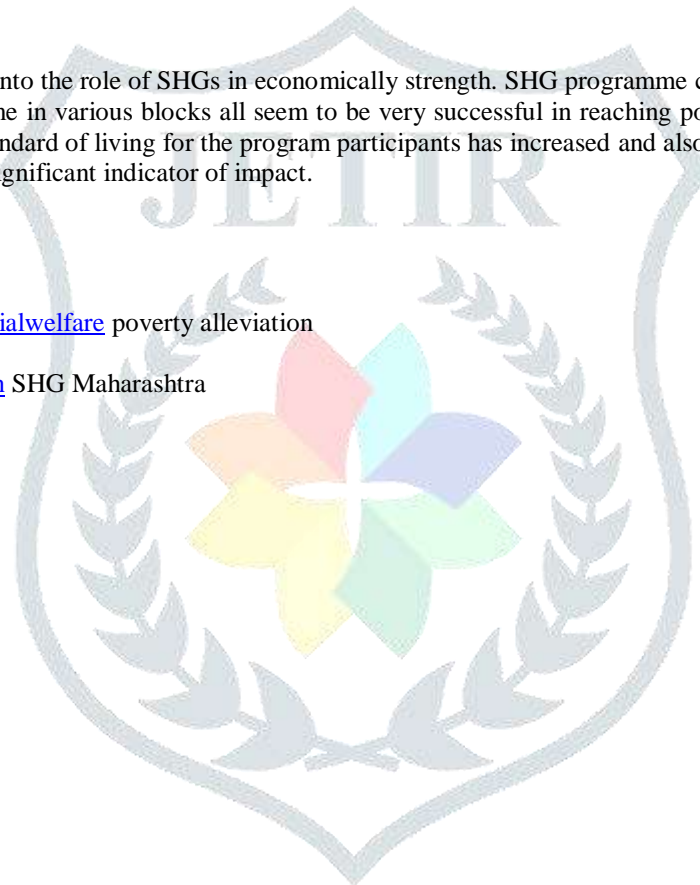 nto the role of SHGs in economically strength. SHG programme c
ne in various blocks all seem to be very successful in reaching po
ndard of living for the program participants has increased and also
gnificant indicator of impact.
JETIR
ialwelfare poverty alleviation
n SHG Maharashtra